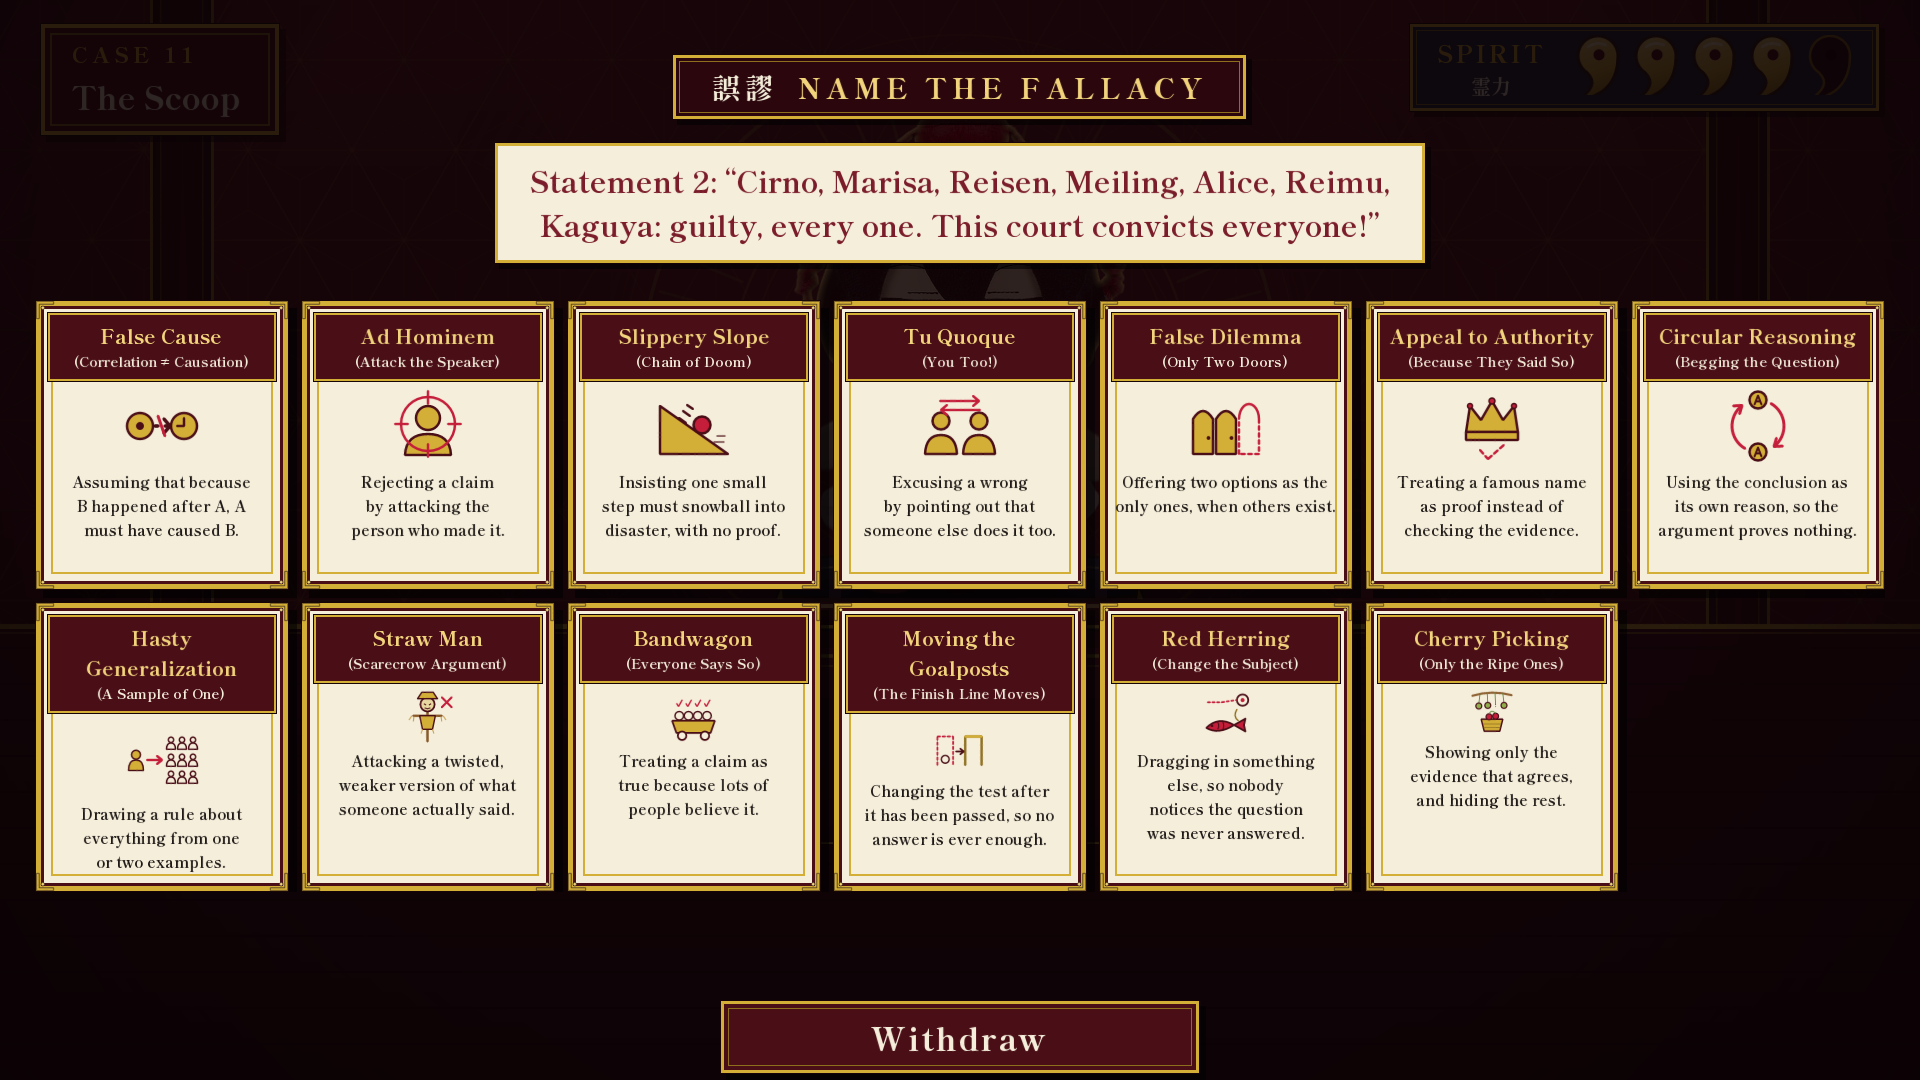 CASE 11
The Scoop
誤謬 NAME THE FALLACY
SPIRIT
霊力
Statement 2: “Cirno, Marisa, Reisen, Meiling, Alice, Reimu,
Kaguya: guilty, every one. This court convicts everyone!”
False Cause
(Correlation ≠ Causation)
Assuming that because
B happened after A, A
must have caused B.
Ad Hominem
(Attack the Speaker)
Rejecting a claim
by attacking the
person who made it.
Slippery Slope
(Chain of Doom)
Insisting one small
step must snowball into
disaster, with no proof.
Tu Quoque
(You Too!)
Excusing a wrong
by pointing out that
someone else does it too.
False Dilemma
(Only Two Doors)
Offering two options as the
only ones, when others exist.
Appeal to Authority
(Because They Said So)
Treating a famous name
as proof instead of
checking the evidence.
Circular Reasoning
(Begging the Question)
A
A
Using the conclusion as
its own reason, so the
argument proves nothing.
Hasty
Generalization
(A Sample of One)
Drawing a rule about
everything from one
or two examples.
Straw Man
(Scarecrow Argument)
Attacking a twisted,
weaker version of what
someone actually said.
Bandwagon
(Everyone Says So)
Treating a claim as
true because lots of
people believe it.
Moving the
Goalposts
(The Finish Line Moves)
Changing the test after
it has been passed, so no
answer is ever enough.
Red Herring
(Change the Subject)
Dragging in something
else, so nobody
notices the question
was never answered.
Cherry Picking
(Only the Ripe Ones)
Showing only the
evidence that agrees,
and hiding the rest.
Withdraw